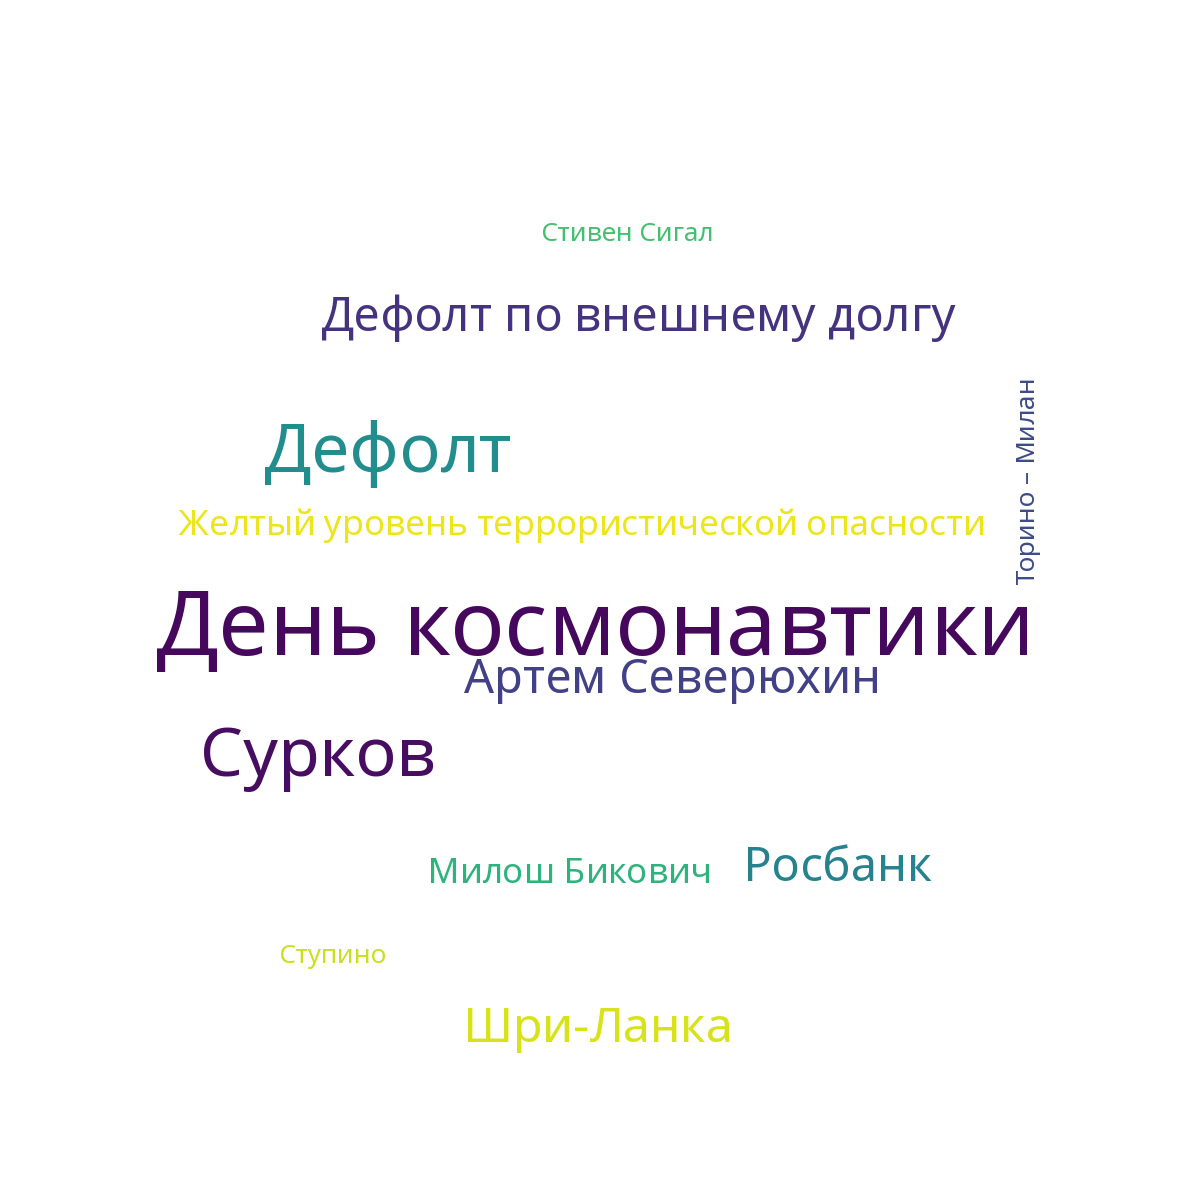 Стивен Сигал
Дефолт по внешнему долгу
Торино – Милан
Дефолт
Желтый уровень террористической опасности
День космонавтики
Артем Северюхин
Сурков
Милош Бикович
Росбанк
Ступино
Шри-Ланка